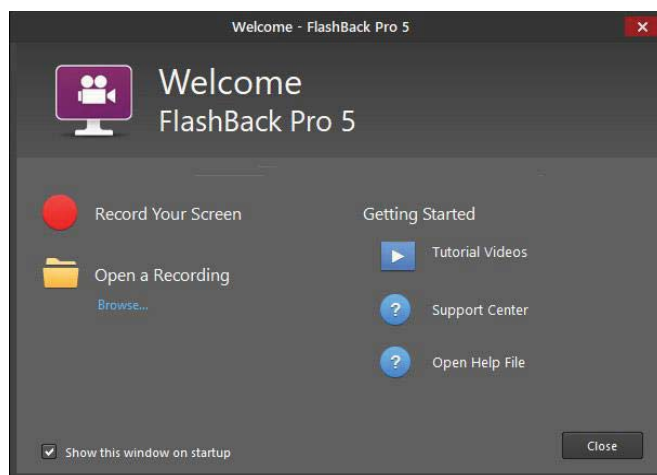 Welcome - FlashBack Pro 5
Welcome
FlashBack Pro 5
Record Your Screen
Open a Recording
Browse...
Getting Started
Tutorial Videos
Support Center
Open Help File
Show this window on startup
Close